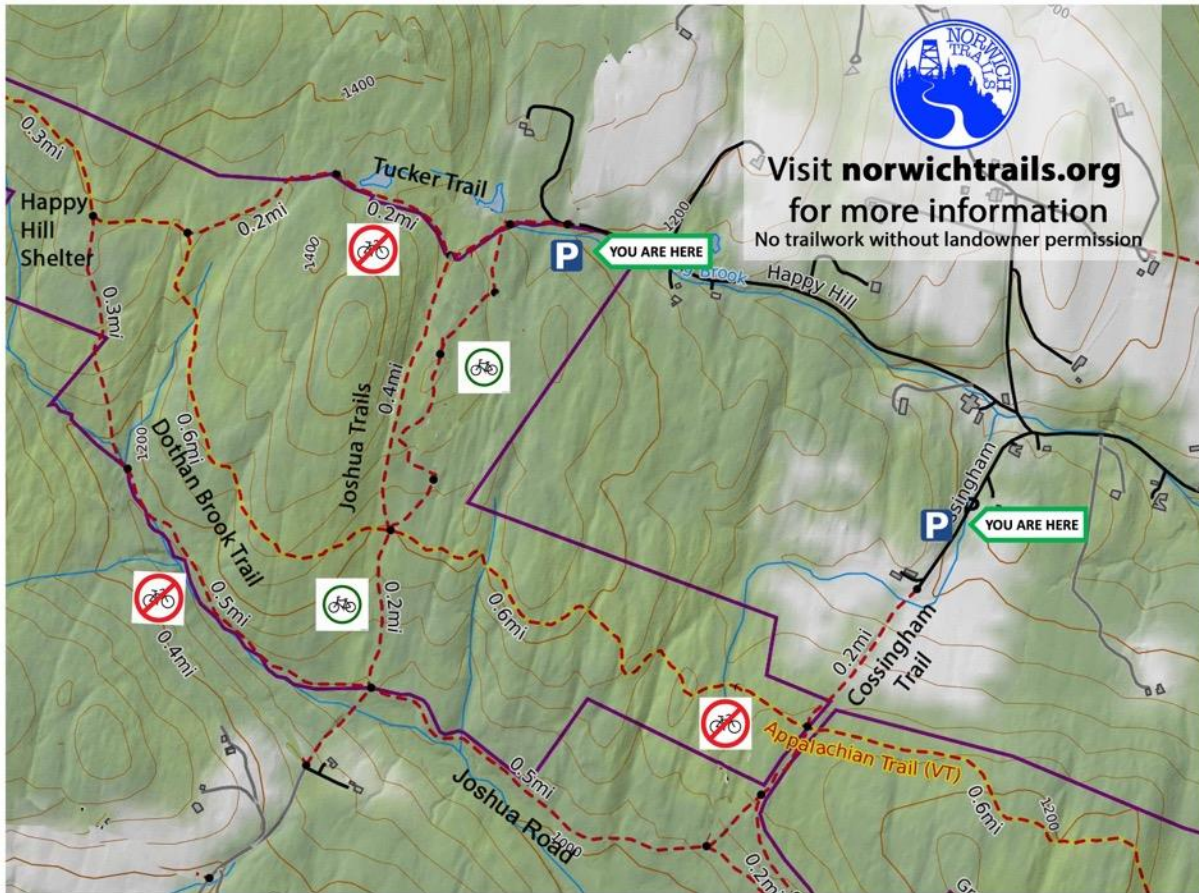 NORWICH
TRAILS
Visit norwichtrails.org
for more information
No trailwork without landowner permission
1400
0.3mi
Tucker Trail
Happy
Hill
Shelter
0.2mi
0.2mi
1400
1200
P
YOU ARE HERE
Brook
Happy Hill
0.3mi
0.4mi
Joshua Trails
0.6mi
1200
Dothan Brook Trail
P
YOU ARE HERE
0.5mi
0.4mi
0.2mi
0.6mi
0.2mi
Cossingham
Trail
Appalachian Trail (VT)
0.5mi
Joshua Road
1000
0.6mi
1200
0.2mi